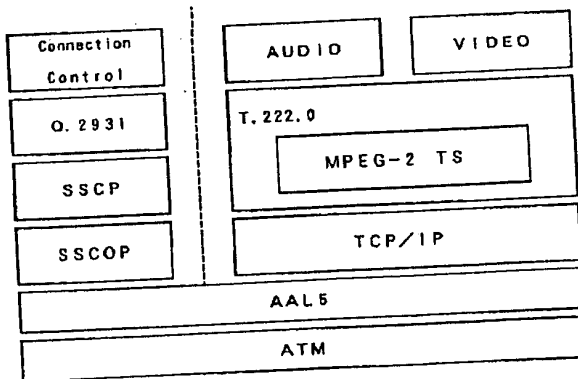 Connection
Control
Q.2931
SSCP
SSCOP
AUDIO
VIDEO
T.222.0
MPEG-2 TS
TCP/IP
AAL5
ATM